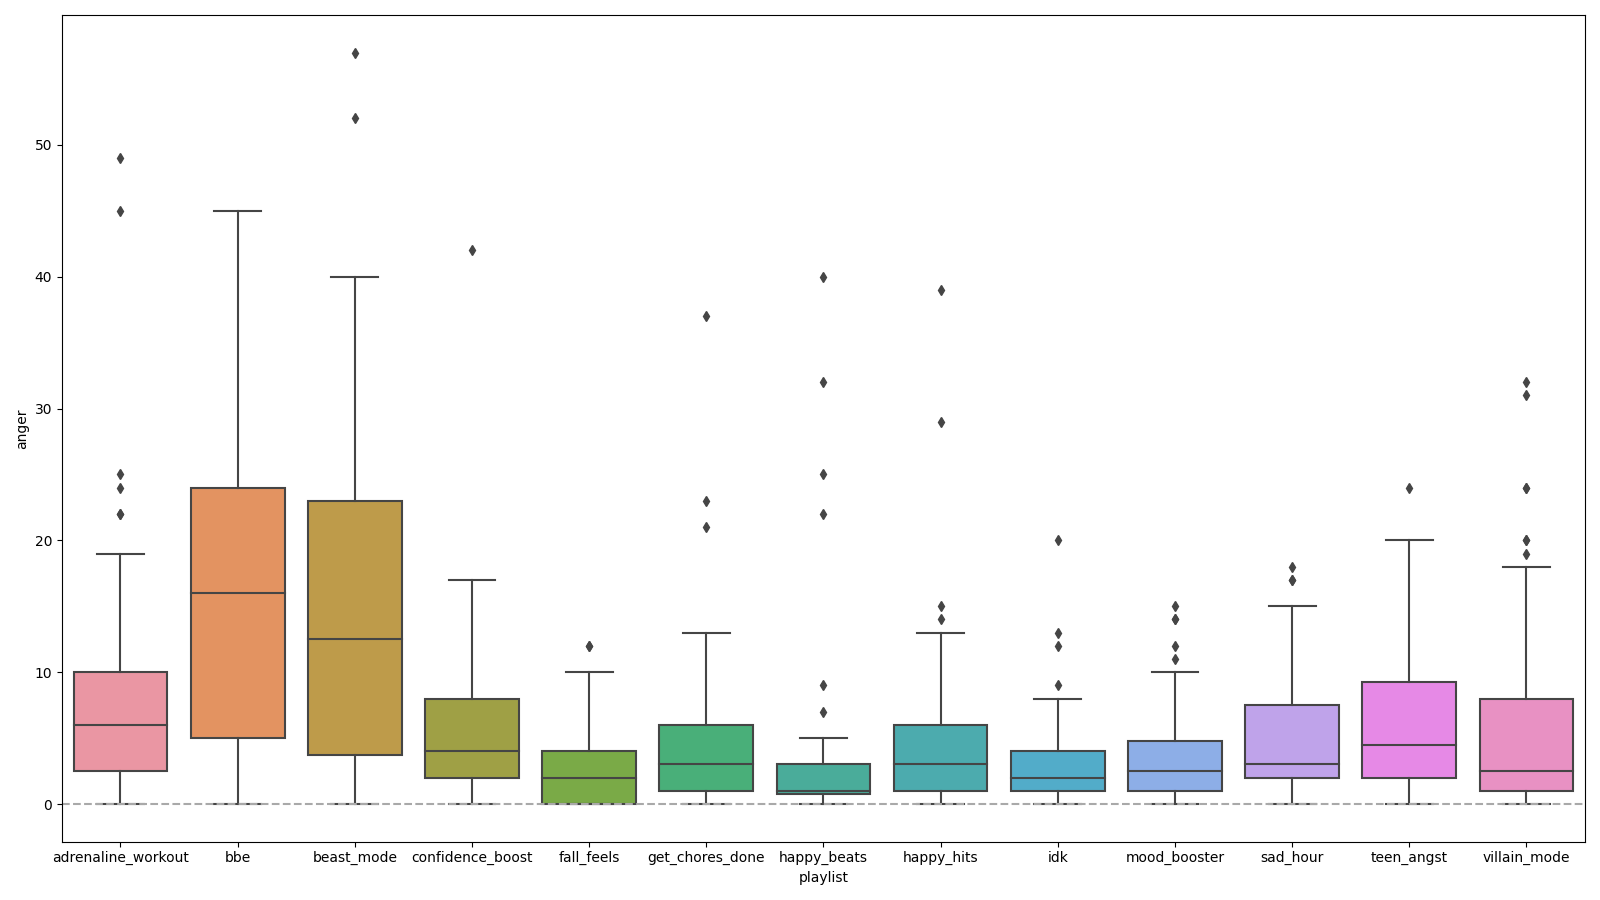 anger
50
40
30
20
10
0
adrenaline_workout bbe beast_mode confidence_boost fall_feels get_chores_done happy_beats happy_hits idk mood_booster sad_hour teen_angst villain_mode
playlist